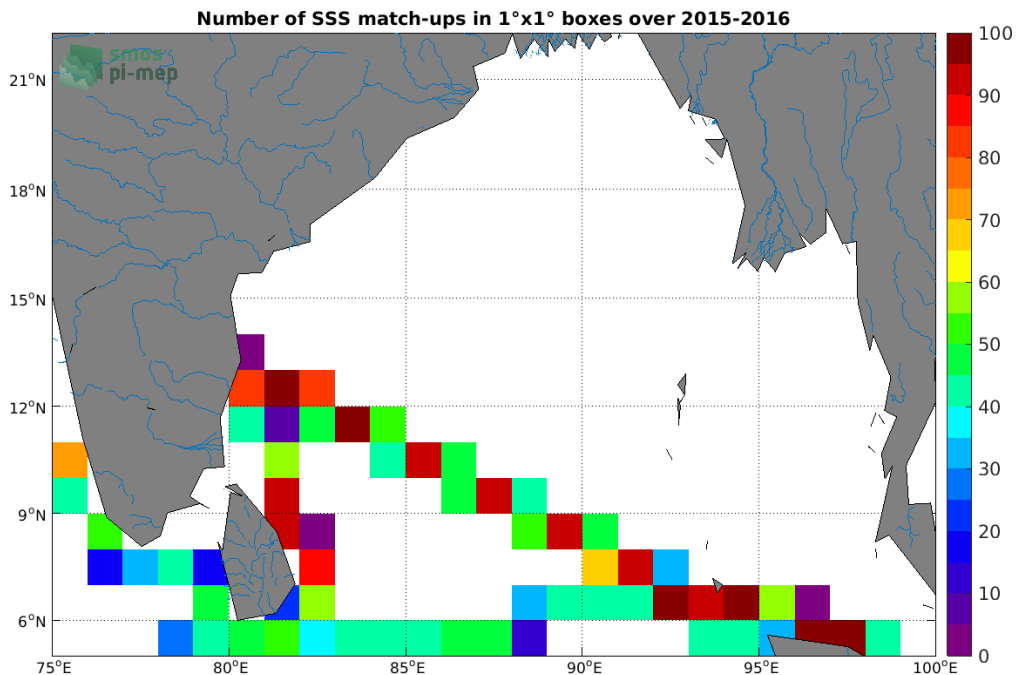 Number of SSS match-ups in 1°x1° boxes over 2015-2016
smos
pi-mep
21°N
18°N
15°N
12°N
9°N
6°N
75°E 80°E 85°E 90°E 95°E 100°E
100
90
80
70
60
50
40
30
20
10
0